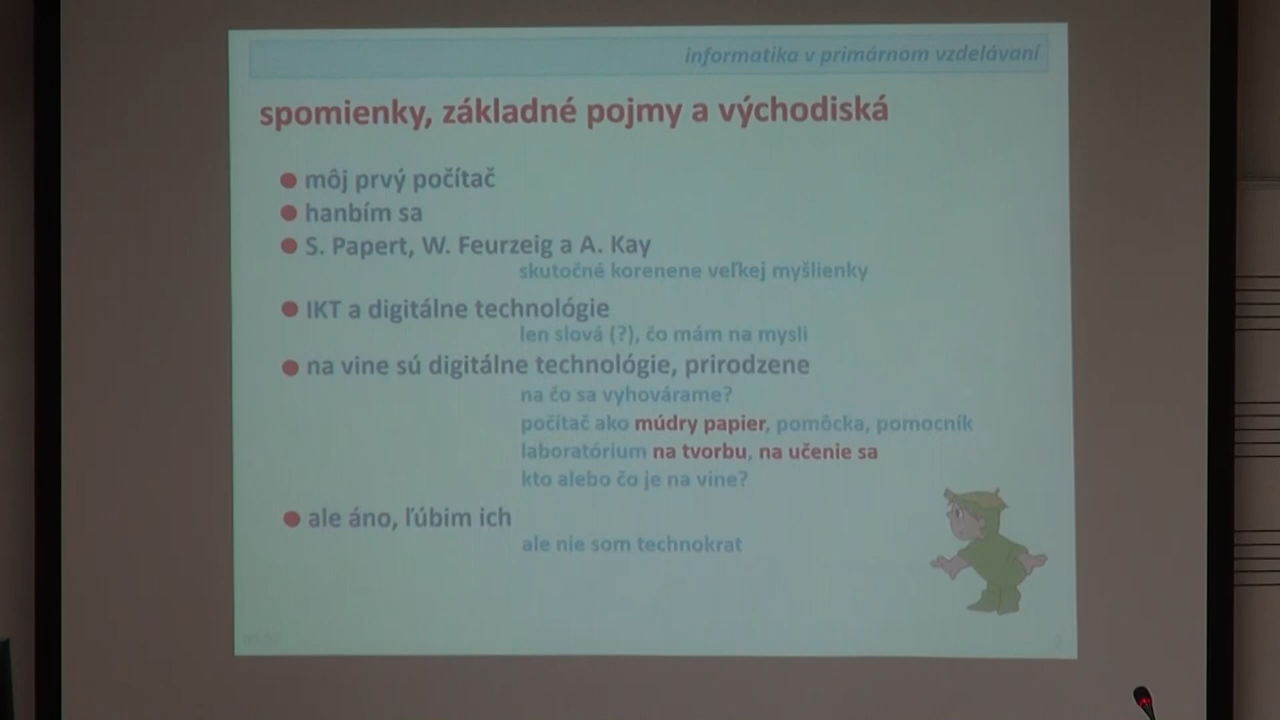 informatika v primárnom vzdelávaní
spomienky, základné pojmy a východiská
môj prvý počítač
hanbím sa
S. Papert, W. Feurzeig a A. Kay
skutočné korenene veľkej myšlienky
IKT a digitálne technológie
len slová (?), čo mám na mysli
na vine sú digitálne technológie, prirodzene
na čo sa vyhovárame?
počítač ako múdry papier, pomôcka, pomocník
laboratórium na tvorbu, na učenie sa
kto alebo čo je na vine?
ale áno, ľúbim ich
ale nie som technokrat